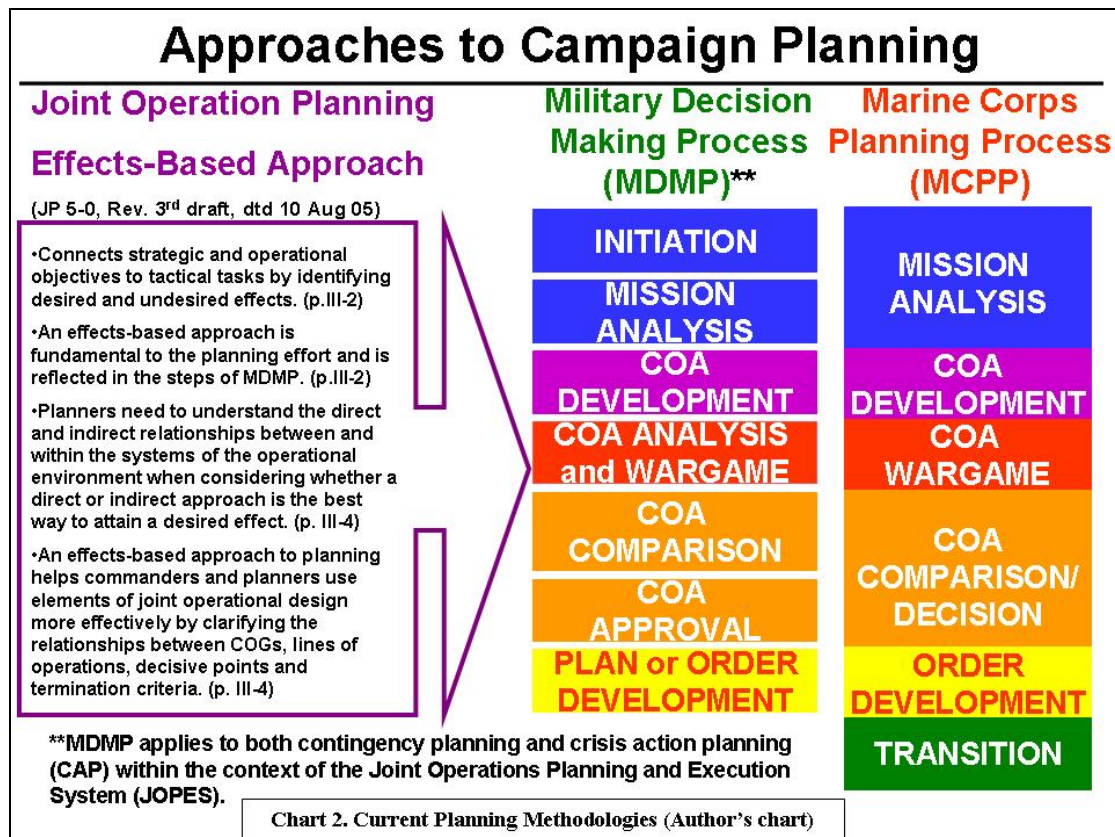 Approaches to Campaign Planning
Joint Operation Planning
Effects-Based Approach
(JP 5-0, Rev. 3rd draft, dtd 10 Aug 05)
•Connects strategic and operational
objectives to tactical tasks by identifying
desired and undesired effects. (p.III-2)
•An effects-based approach is
fundamental to the planning effort and is
reflected in the steps of MDMP. (p.III-2)
•Planners need to understand the direct
and indirect relationships between and
within the systems of the operational
environment when considering whether a
direct or indirect approach is the best
way to attain a desired effect. (p. III-4)
•An effects-based approach to planning
helps commanders and planners use
elements of joint operational design
more effectively by clarifying the
relationships between COGs, lines of
operations, decisive points and
termination criteria. (p. III-4)
Military Decision
Making Process
(MDMP)**
INITIATION
MISSION
ANALYSIS
COA
DEVELOPMENT
COA ANALYSIS
and WARGAME
COA
COMPARISON
COA
APPROVAL
PLAN or ORDER
DEVELOPMENT
Marine Corps
Planning Process
(MCPP)
MISSION
ANALYSIS
COA
DEVELOPMENT
COA
WARGAME
COA
COMPARISON/
DECISION
ORDER
DEVELOPMENT
TRANSITION
**MDMP applies to both contingency planning and crisis action planning
(CAP) within the context of the Joint Operations Planning and Execution
System (JOPES).
Chart 2. Current Planning Methodologies (Author's chart)